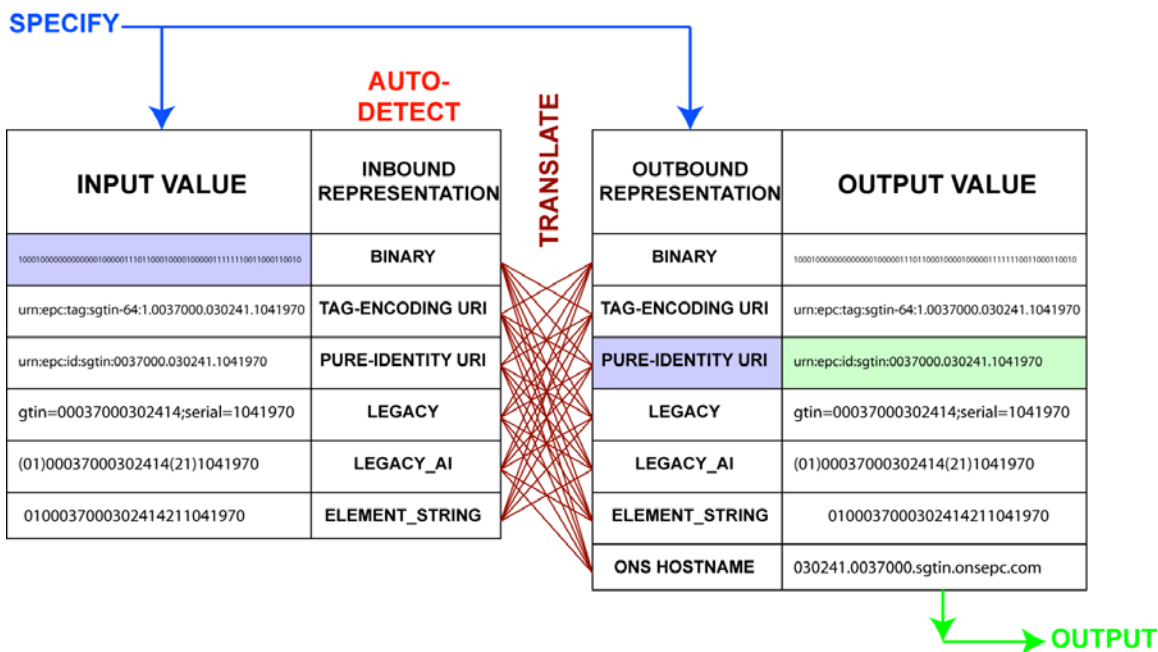 SPECIFY
AUTO-
DETECT
TRANSLATE
INPUT VALUE
INBOUND
REPRESENTATION
OUTBOUND
REPRESENTATION
OUTPUT VALUE
1000100000000000001000001110110001000010000011111110011000110010
BINARY
BINARY
1000100000000000001000001110110001000010000011111110011000110010
urn:epc:tag:sgtin-64:1.0037000.030241.1041970
TAG-ENCODING URI
TAG-ENCODING URI
urn:epc:tag:sgtin-64:1.0037000.030241.1041970
urn:epc:id:sgtin:0037000.030241.1041970
PURE-IDENTITY URI
PURE-IDENTITY URI
urn:epc:id:sgtin:0037000.030241.1041970
gtin=00037000302414;serial=1041970
LEGACY
LEGACY
gtin=00037000302414;serial=1041970
(01)00037000302414(21)1041970
LEGACY_AI
LEGACY_AI
(01)00037000302414(21)1041970
0100037000302414211041970
ELEMENT_STRING
ELEMENT_STRING
0100037000302414211041970
ONS HOSTNAME
030241.0037000.sgtin.onsepc.com
OUTPUT